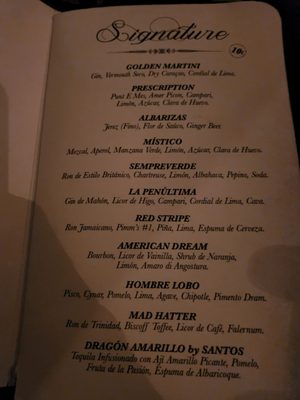 Signature
10€
GOLDEN MARTINI
Gin, Vermouth Seco, Dry Curaçao, Cordial de Lima.
PRESCRIPTION
Punt E Mes, Amer Picon, Campari,
Limón, Azúcar, Clara de Huevo.
ALBARIZAS
Jerez (Fino), Flor de Saúco, Ginger Beer.
MÍSTICO
Mezcal, Aperol, Manzana Verde, Limón, Azúcar, Clara de Huevo.
SEMPREVERDE
Ron de Estilo Británico, Chartreuse, Limón, Albahaca, Pepino, Soda.
LA PENÚLTIMA
Gin de Mahón, Licor de Higo, Campari, Cordial de Lima, Cava.
RED STRIPE
Ron Jamaicano, Pimm's #1, Piña, Lima, Espuma de Cerveza.
AMERICAN DREAM
Bourbon, Licor de Vainilla, Shrub de Naranja,
Limón, Amaro di Angostura.
HOMBRE LOBO
Pisco, Cynar, Pomelo, Lima, Agave, Chipotle, Pimento Dram.
MAD HATTER
Ron de Trinidad, Biscoff Toffee, Licor de Café, Falernum.
DRAGÓN AMARILLO by SANTOS
Tequila Infusionado con Ají Amarillo Picante, Pomelo,
Fruta de la Pasión, Espuma de Albaricoque.